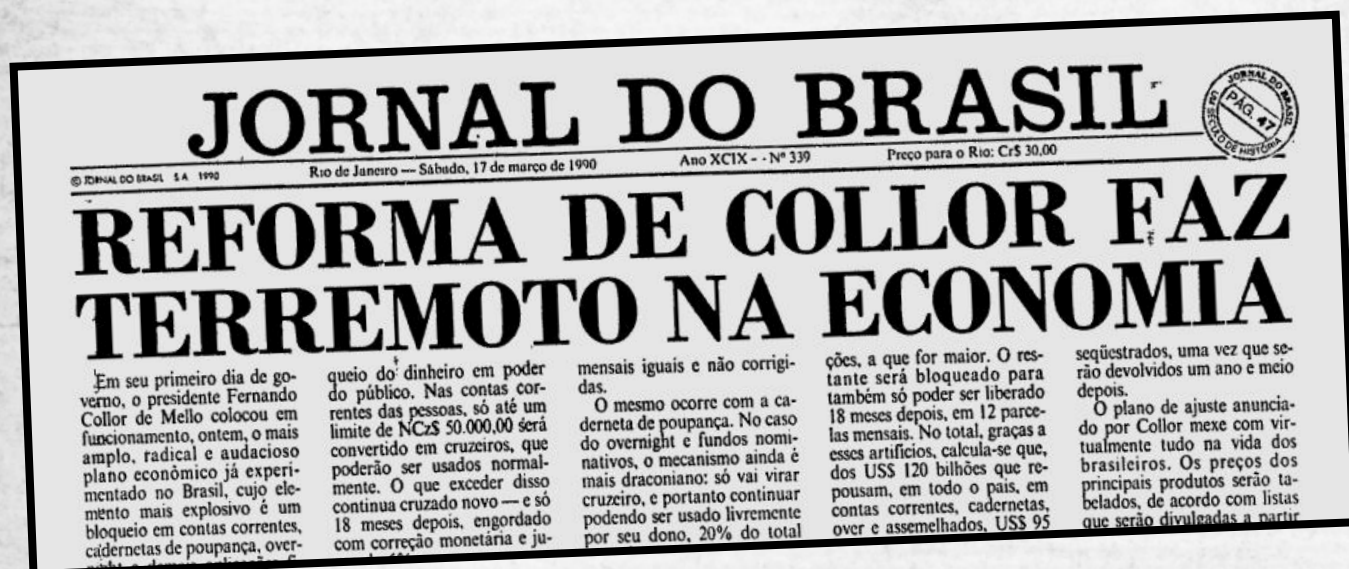 JORNAL DO BRASIL
JORNAL DO BRASIL
PÁG. 47
UM SÉCULO DE HISTÓRIA
© JORNAL DO BRASIL S A 1990
Rio de Janeiro — Sábado, 17 de março de 1990
Ano XCIX - - Nº 339
Preço para o Rio: Cr$ 30,00
REFORMA DE COLLOR FAZ
TERREMOTO NA ECONOMIA
Em seu primeiro dia de go-
verno, o presidente Fernando
Collor de Mello colocou em
funcionamento, ontem, o mais
amplo, radical e audacioso
plano econômico já experi-
mentado no Brasil, cujo ele-
mento mais explosivo é um
bloqueio em contas correntes,
cadernetas de poupança, over-
queio do dinheiro em poder
do público. Nas contas cor-
rentes das pessoas, só até um
limite de NCz$ 50.000,00 será
convertido em cruzeiros, que
poderão ser usados normal-
mente. O que exceder disso
continua cruzado novo — e só
18 meses depois, engordado
com correção monetária e ju-
mensais iguais e não corrigi-
das.
O mesmo ocorre com a ca-
derneta de poupança. No caso
do overnight e fundos nomi-
nativos, o mecanismo ainda é
mais draconiano: só vai virar
cruzeiro, e portanto continuar
podendo ser usado livremente
por seu dono, 20% do total
ções, a que for maior. O res-
tante será bloqueado para
também só poder ser liberado
18 meses depois, em 12 parce-
las mensais. No total, graças a
esses artifícios, calcula-se que,
dos US$ 120 bilhões que re-
pousam, em todo o país, em
contas correntes, cadernetas,
over e assemelhados, US$ 95
seqüestrados, uma vez que se-
rão devolvidos um ano e meio
depois.
O plano de ajuste anuncia-
do por Collor mexe com vir-
tualmente tudo na vida dos
brasileiros. Os preços dos
principais produtos serão ta-
belados, de acordo com listas
que serão divulgadas a partir